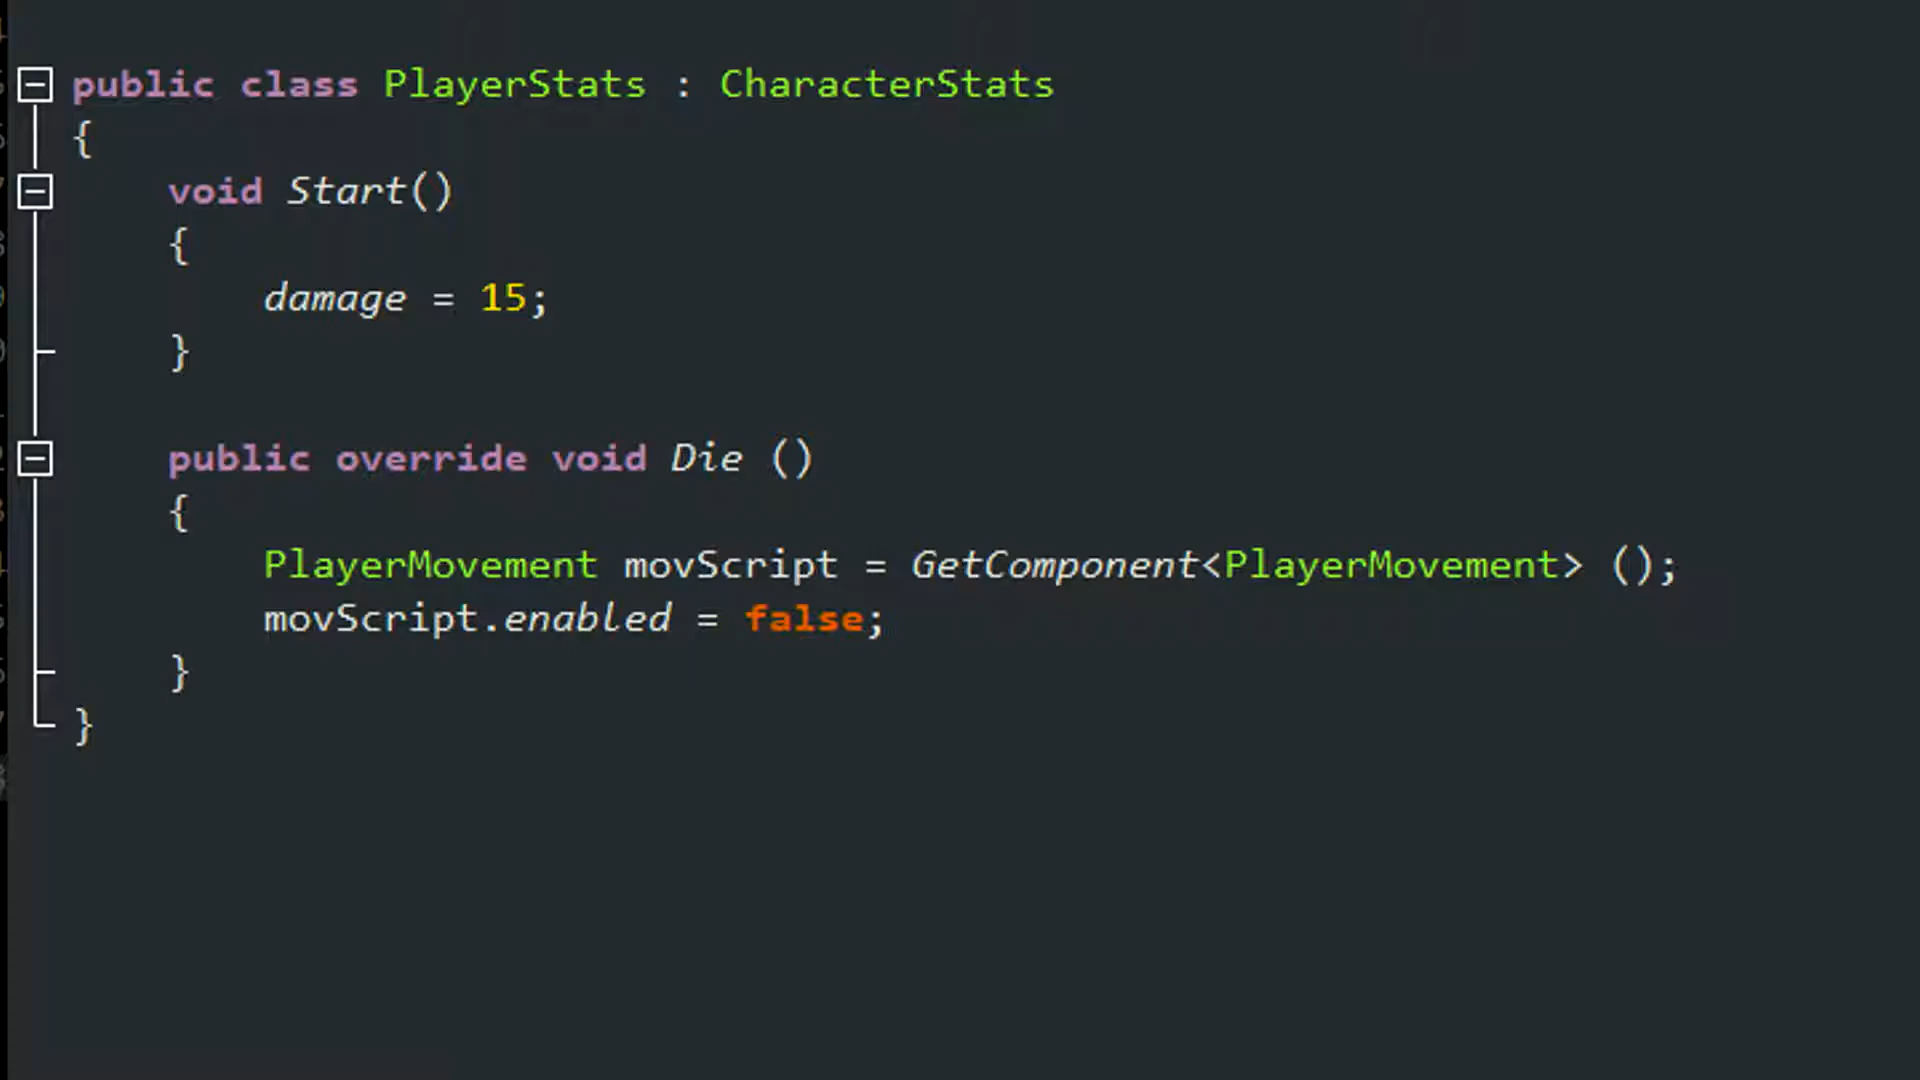 public class PlayerStats : CharacterStats
{
void Start()
{
damage = 15;
}
public override void Die ()
{
PlayerMovement movScript = GetComponent<PlayerMovement> ();
movScript.enabled = false;
}
}